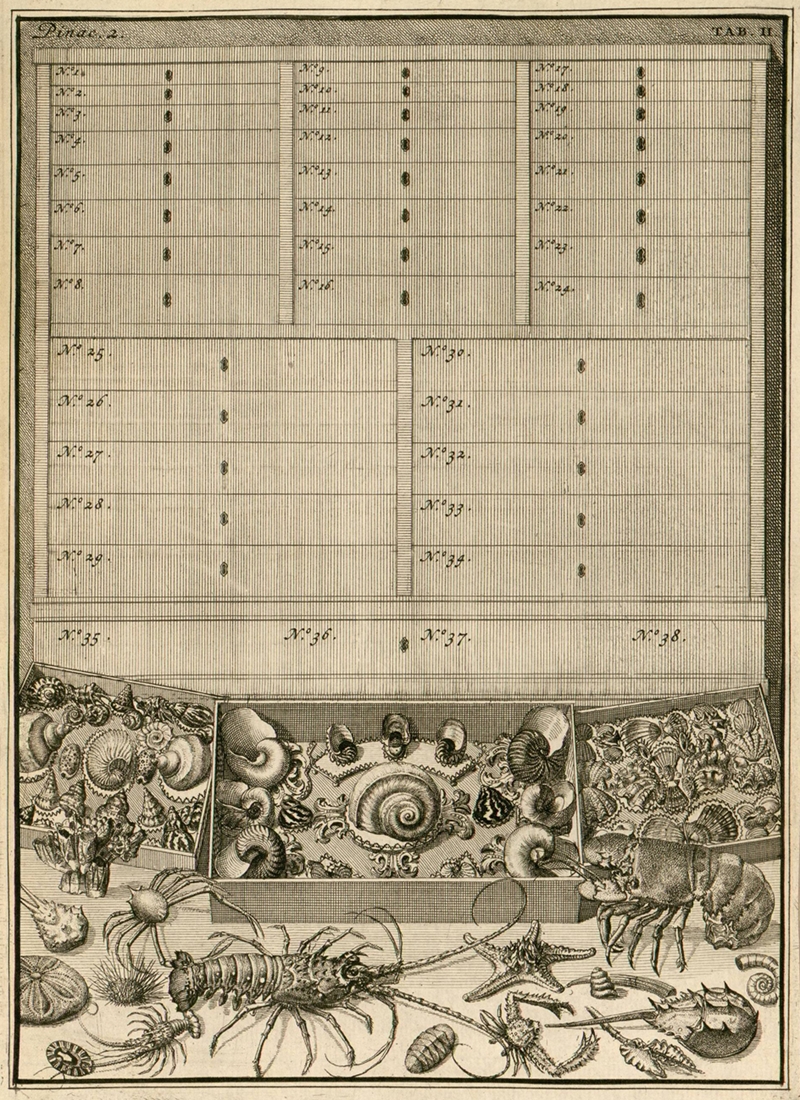 Pinac. 2.
TAB. II
N.º 1.
N.º 2.
N.º 3.
N.º 4.
N.º 5.
N.º 6.
N.º 7.
N.º 8.
N.º 9.
N.º 10.
N.º 11.
N.º 12.
N.º 13.
N.º 14.
N.º 15.
N.º 16.
N.º 17.
N.º 18.
N.º 19.
N.º 20.
N.º 21.
N.º 22.
N.º 23.
N.º 24.
N.º 25.
N.º 26.
N.º 27.
N.º 28.
N.º 29.
N.º 30.
N.º 31.
N.º 32.
N.º 33.
N.º 34.
N.º 35.
N.º 36.
N.º 37.
N.º 38.